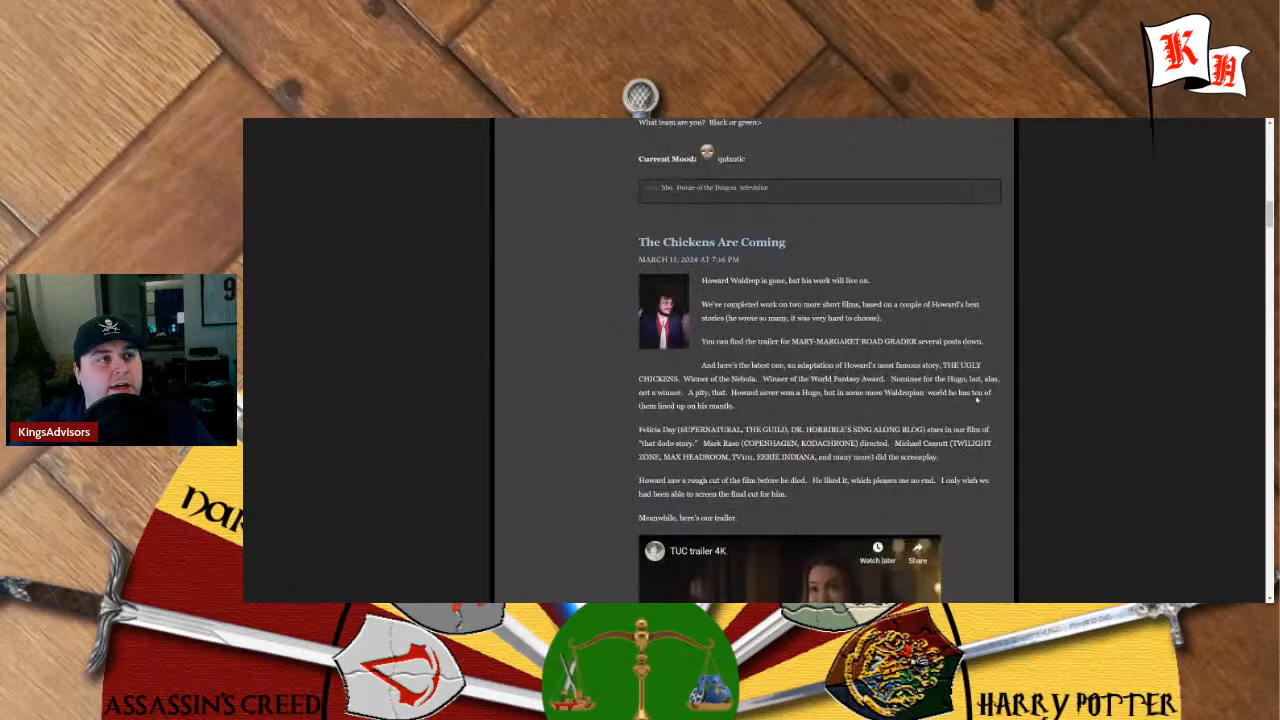 K H
What team are you? Black or green>
Current Mood: quixotic
hbo, House of the Dragon, television
The Chickens Are Coming
MARCH 13, 2024 AT 7:16 PM
Howard Waldrop is gone, but his work will live on.
We've completed work on two more short films, based on a couple of Howard's best
stories (he wrote so many, it was very hard to choose).
You can find the trailer for MARY-MARGARET ROAD GRADER several posts down.
And here's the latest one, an adaptation of Howard's most famous story, THE UGLY
CHICKENS. Winner of the Nebula. Winner of the World Fantasy Award. Nominee for the Hugo, but, alas,
not a winner. A pity, that. Howard never won a Hugo, but in some more Waldropian world he has ten of
them lined up on his mantle.
Felicia Day (SUPERNATURAL, THE GUILD, DR. HORRIBLE'S SING ALONG BLOG) stars in our film of
"that dodo story." Mark Raso (COPENHAGEN, KODACHRONE) directed. Michael Cassutt (TWILIGHT
ZONE, MAX HEADROOM, TV101, EERIE INDIANA, and many more) did the screenplay.
Howard saw a rough cut of the film before he died. He liked it, which pleases me no end. I only wish we
had been able to screen the final cut for him.
Meanwhile, here's our trailer.
TUC trailer 4K
Watch later
Share
9
KingsAdvisors
ASSASSIN'S CREED
HARRY POTTER